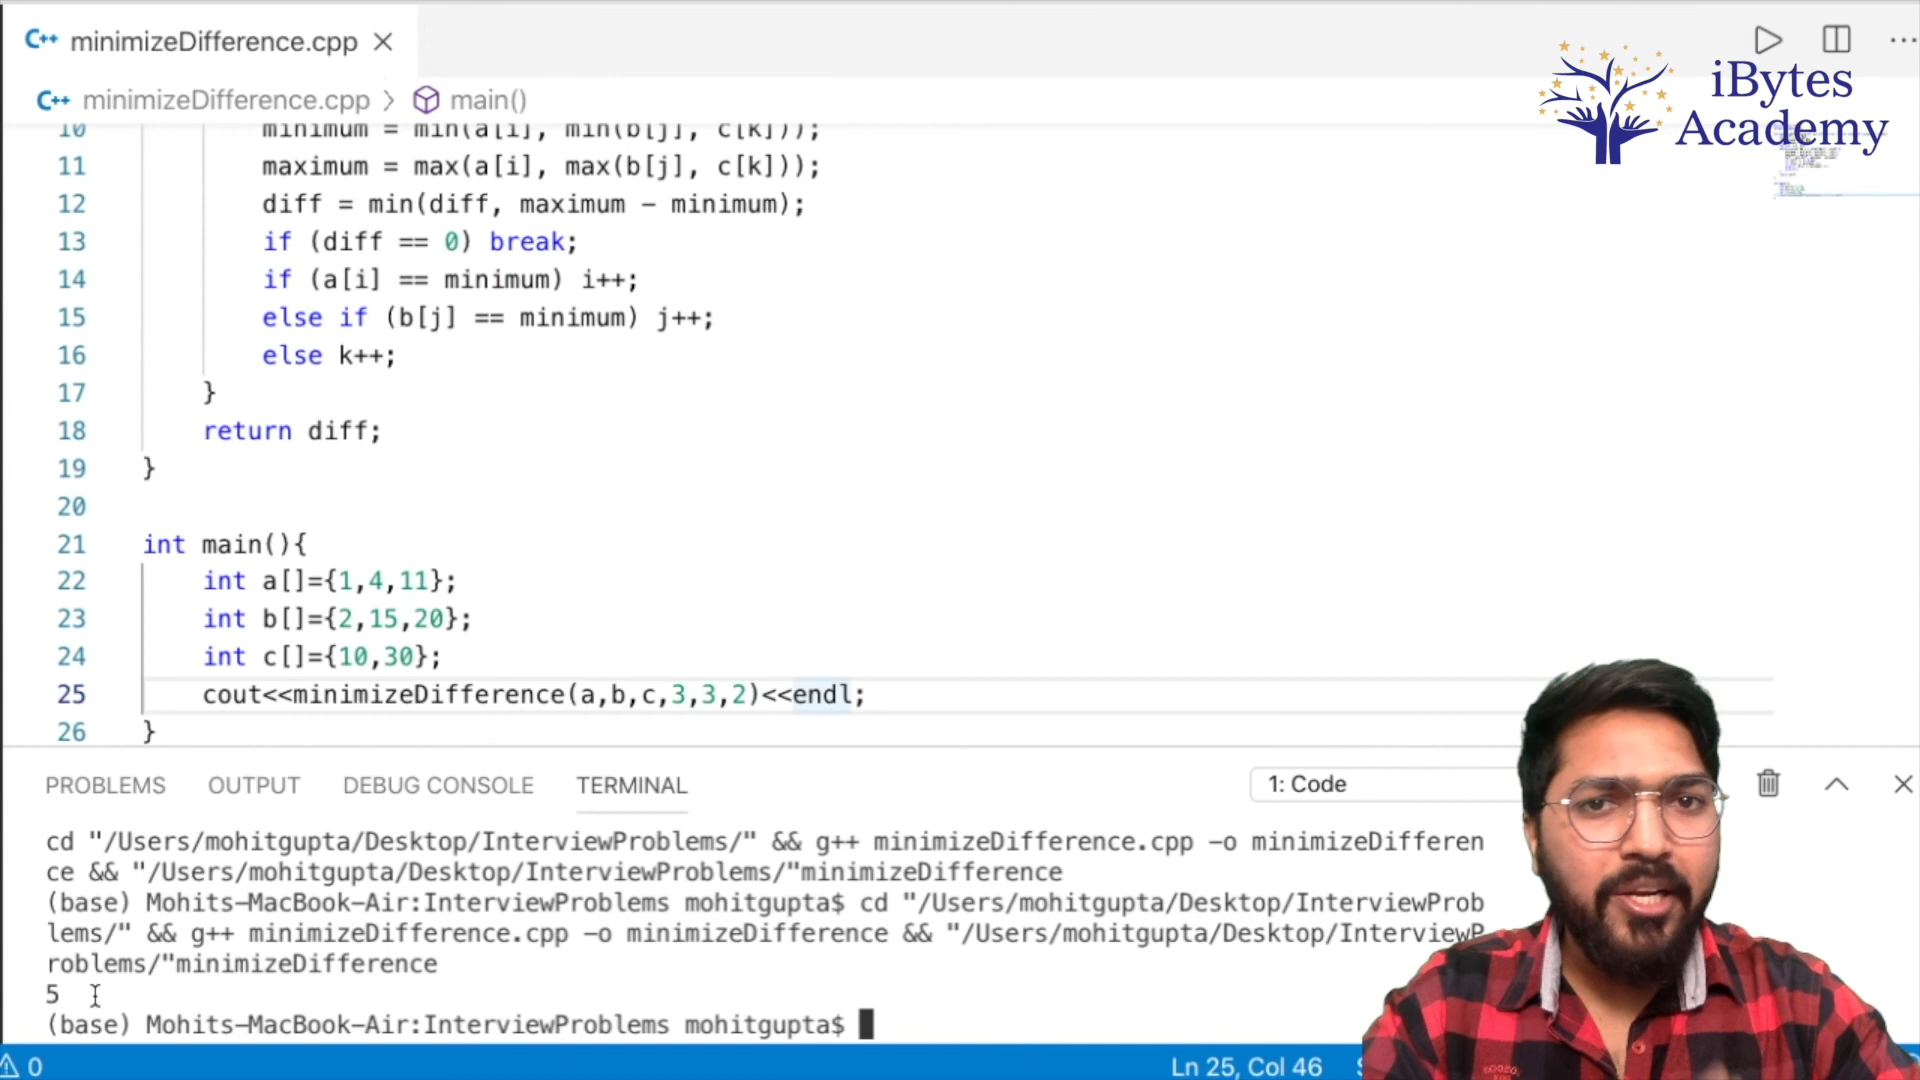 C++ minimizeDifference.cpp
C++ minimizeDifference.cpp > main()
iBytes
Academy
10 minimum = min(a[i], min(b[j], c[k]));
11 maximum = max(a[i], max(b[j], c[k]));
12 diff = min(diff, maximum - minimum);
13 if (diff == 0) break;
14 if (a[i] == minimum) i++;
15 else if (b[j] == minimum) j++;
16 else k++;
17 }
18 return diff;
19 }
20
21 int main(){
22 int a[]={1,4,11};
23 int b[]={2,15,20};
24 int c[]={10,30};
25 cout<<minimizeDifference(a,b,c,3,3,2)<<endl;
26 }
PROBLEMS OUTPUT DEBUG CONSOLE TERMINAL 1: Code
cd "/Users/mohitgupta/Desktop/InterviewProblems/" && g++ minimizeDifference.cpp -o minimizeDifferen
ce && "/Users/mohitgupta/Desktop/InterviewProblems/"minimizeDifference
(base) Mohits-MacBook-Air:InterviewProblems mohitgupta$ cd "/Users/mohitgupta/Desktop/InterviewProb
lems/" && g++ minimizeDifference.cpp -o minimizeDifference && "/Users/mohitgupta/Desktop/InterviewP
roblems/"minimizeDifference
5
(base) Mohits-MacBook-Air:InterviewProblems mohitgupta$
0 Ln 25, Col 46